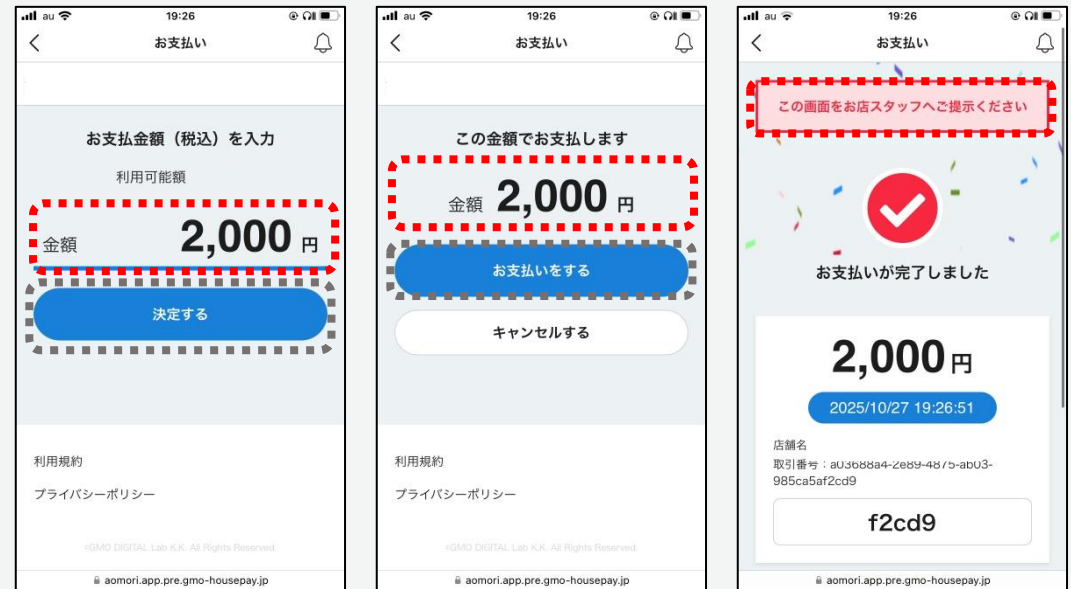 au 19:26
お支払い
お支払金額（税込）を入力
利用可能額
金額 2,000 円
決定する
利用規約
プライバシーポリシー
©GMO DIGITAL Lab K.K. All Rights Reserved.
aomori.app.pre.gmo-housepay.jp
au 19:26
お支払い
この金額でお支払します
金額 2,000 円
お支払いをする
キャンセルする
利用規約
プライバシーポリシー
©GMO DIGITAL Lab K.K. All Rights Reserved.
aomori.app.pre.gmo-housepay.jp
au 19:26
お支払い
この画面をお店スタッフへご提示ください
お支払いが完了しました
2,000 円
2025/10/27 19:26:51
店舗名
取引番号：a03688a4-2e89-4875-ab03-
985ca5af2cd9
f2cd9
aomori.app.pre.gmo-housepay.jp